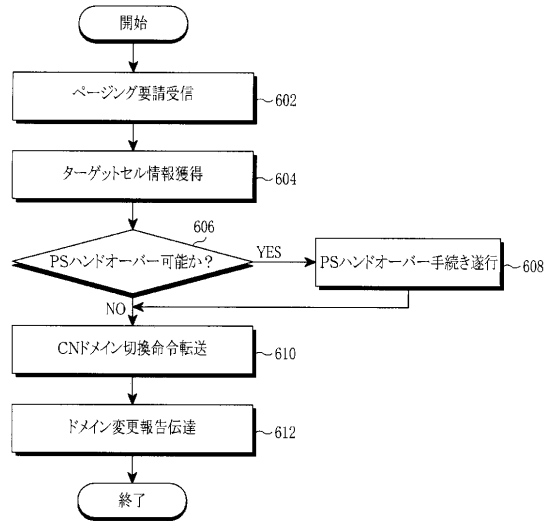 開始
ページング要請受信
602
ターゲットセル情報獲得
604
606
PSハンドオーバー可能か?
YES
PSハンドオーバー手続き遂行
608
NO
CNドメイン切換命令転送
610
ドメイン変更報告伝達
612
終了